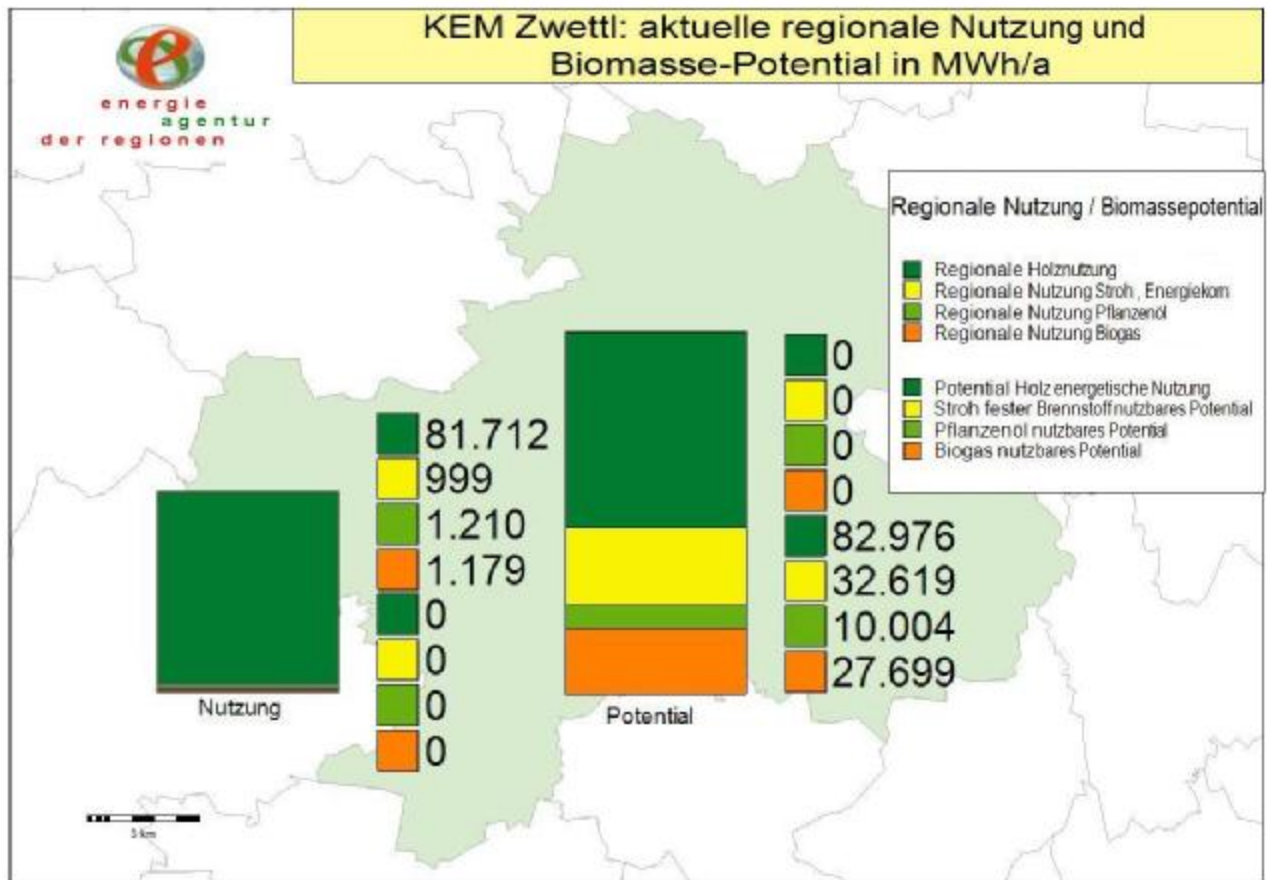 KEM Zwettl: aktuelle regionale Nutzung und
Biomasse-Potential in MWh/a
energie
agentur
der regionen
Regionale Nutzung / Biomassepotential
Regionale Holznutzung
Regionale Nutzung Stroh, Energiekorn
Regionale Nutzung Pflanzenöl
Regionale Nutzung Biogas
Potential Holz energetische Nutzung
Stroh fester Brennstoff nutzbares Potential
Pflanzenöl nutzbares Potential
Biogas nutzbares Potential
81.712
999
1.210
1.179
0
0
0
0
Nutzung
0
0
0
0
82.976
32.619
10.004
27.699
Potential
3 km